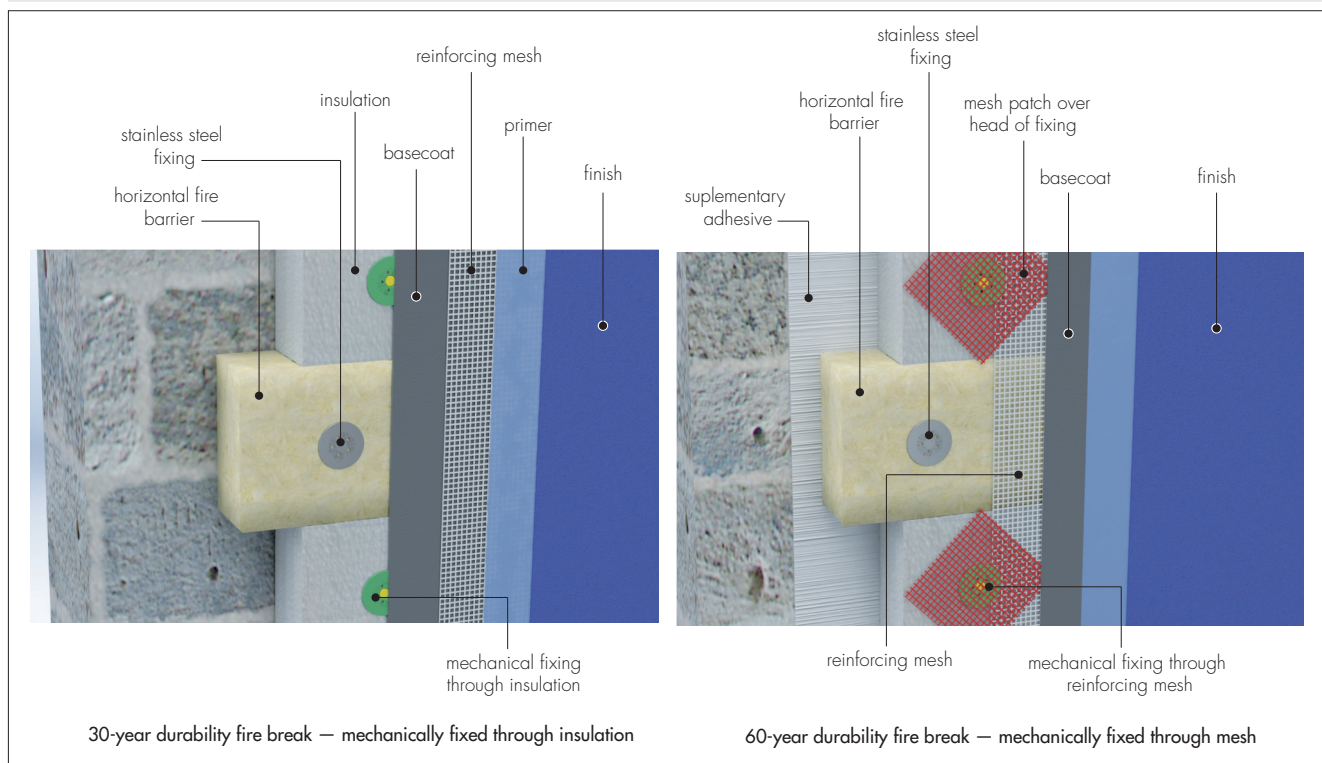 reinforcing mesh
insulation
stainless steel
fixing
basecoat
primer
finish
horizontal fire
barrier
mechanical fixing
through insulation
30-year durability fire break — mechanically fixed through insulation
stainless steel
fixing
horizontal fire
barrier
mesh patch over
head of fixing
suplementary
adhesive
basecoat
finish
reinforcing mesh
mechanical fixing through
reinforcing mesh
60-year durability fire break — mechanically fixed through mesh